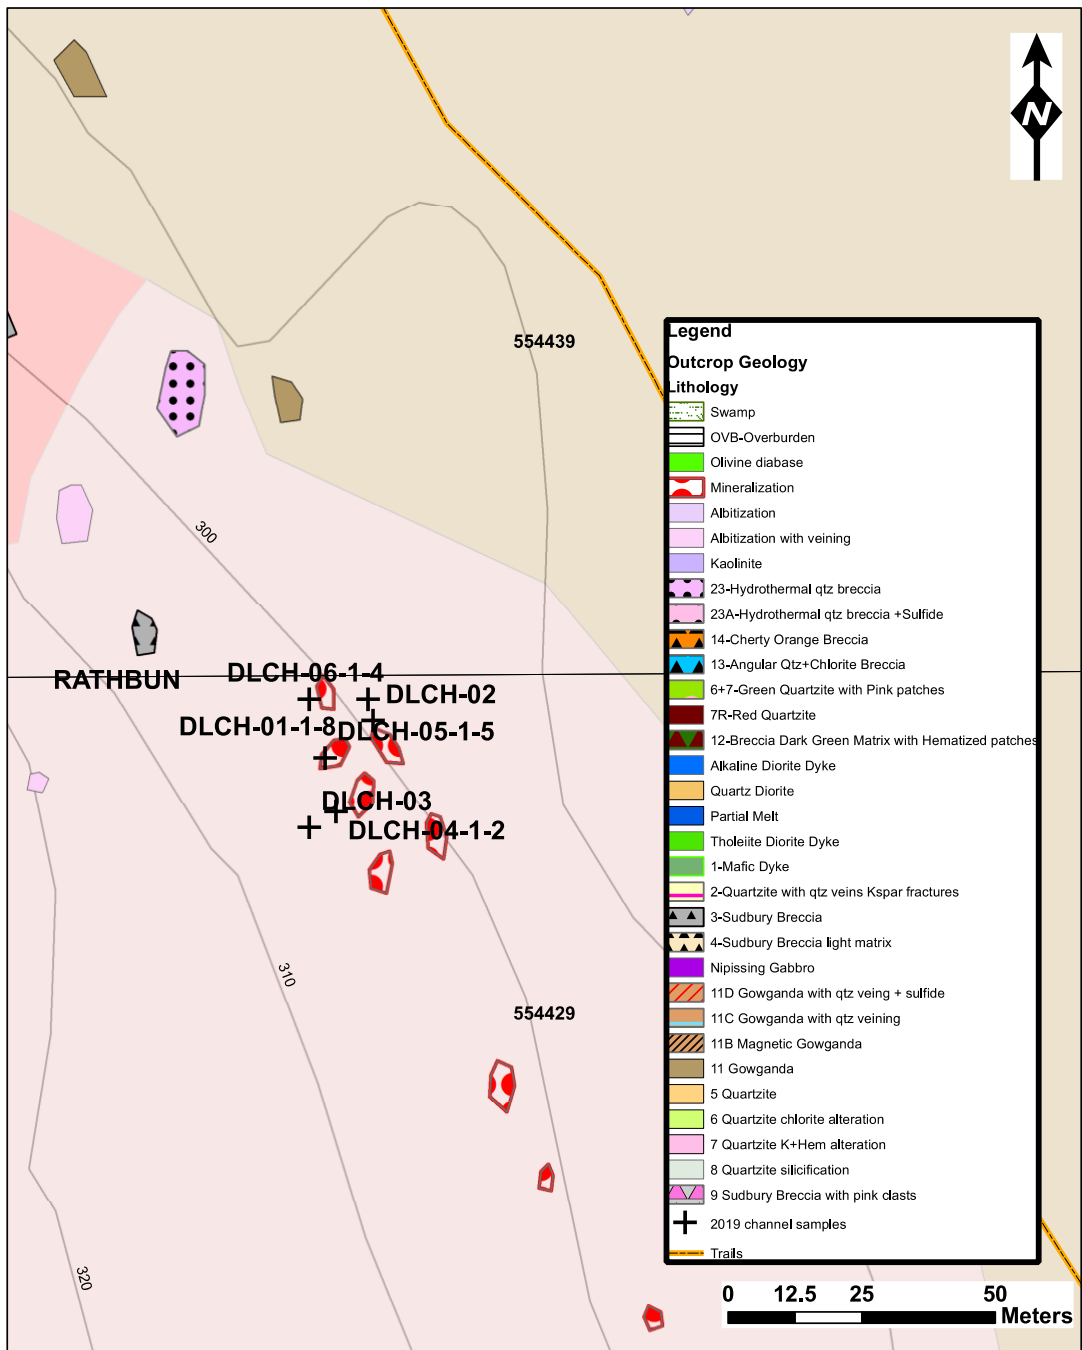 N
554439
300
RATHBUN
DLCH-06-1-4
DLCH-02
DLCH-01-1-8
DLCH-05-1-5
DLCH-03
DLCH-04-1-2
310
554429
320
Legend
Outcrop Geology
Lithology
Swamp
OVB-Overburden
Olivine diabase
Mineralization
Albitization
Albitization with veining
Kaolinite
23-Hydrothermal qtz breccia
23A-Hydrothermal qtz breccia +Sulfide
14-Cherty Orange Breccia
13-Angular Qtz+Chlorite Breccia
6+7-Green Quartzite with Pink patches
7R-Red Quartzite
12-Breccia Dark Green Matrix with Hematized patches
Alkaline Diorite Dyke
Quartz Diorite
Partial Melt
Tholeiite Diorite Dyke
1-Mafic Dyke
2-Quartzite with qtz veins Kspar fractures
3-Sudbury Breccia
4-Sudbury Breccia light matrix
Nipissing Gabbro
11D Gowganda with qtz veing + sulfide
11C Gowganda with qtz veining
11B Magnetic Gowganda
11 Gowganda
5 Quartzite
6 Quartzite chlorite alteration
7 Quartzite K+Hem alteration
8 Quartzite silicification
9 Sudbury Breccia with pink clasts
2019 channel samples
Trails
0 12.5 25 50
Meters